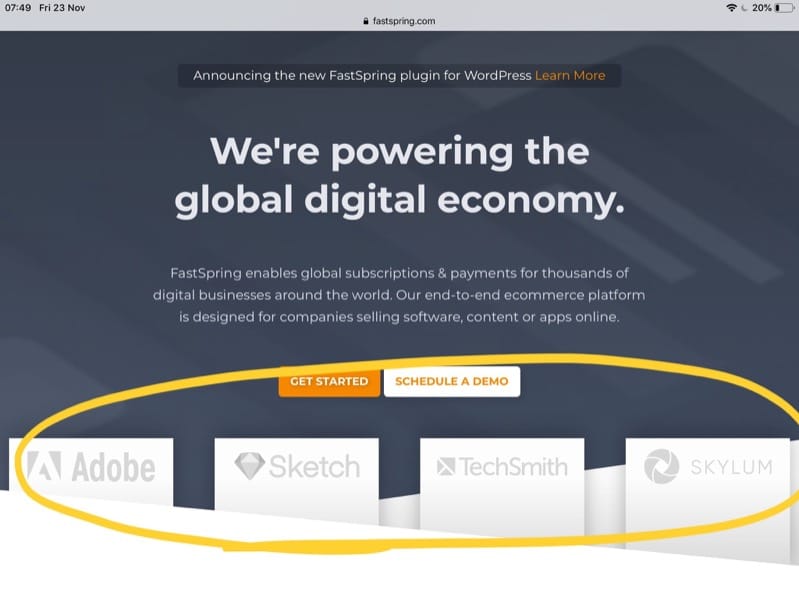 07:49 Fri 23 Nov
20%
fastspring.com
Announcing the new FastSpring plugin for WordPress Learn More
We're powering the
global digital economy.
FastSpring enables global subscriptions & payments for thousands of
digital businesses around the world. Our end-to-end ecommerce platform
is designed for companies selling software, content or apps online.
GET STARTED
SCHEDULE A DEMO
Adobe
Sketch
TechSmith
SKYLUM